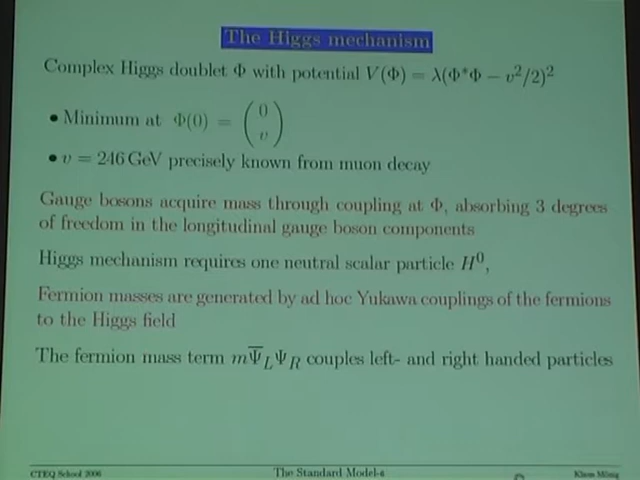 The Higgs mechanism
Complex Higgs doublet Φ with potential V(Φ) = λ(Φ*Φ − v²/2)²
• Minimum at Φ(0) = (0 v)
• v = 246 GeV precisely known from muon decay
Gauge bosons acquire mass through coupling at Φ, absorbing 3 degrees
of freedom in the longitudinal gauge boson components
Higgs mechanism requires one neutral scalar particle H⁰,
Fermion masses are generated by ad hoc Yukawa couplings of the fermions
to the Higgs field
The fermion mass term mΨ̅_LΨ_R couples left- and right handed particles
CTEQ School 2006 The Standard Model-6 Klaus Mönig